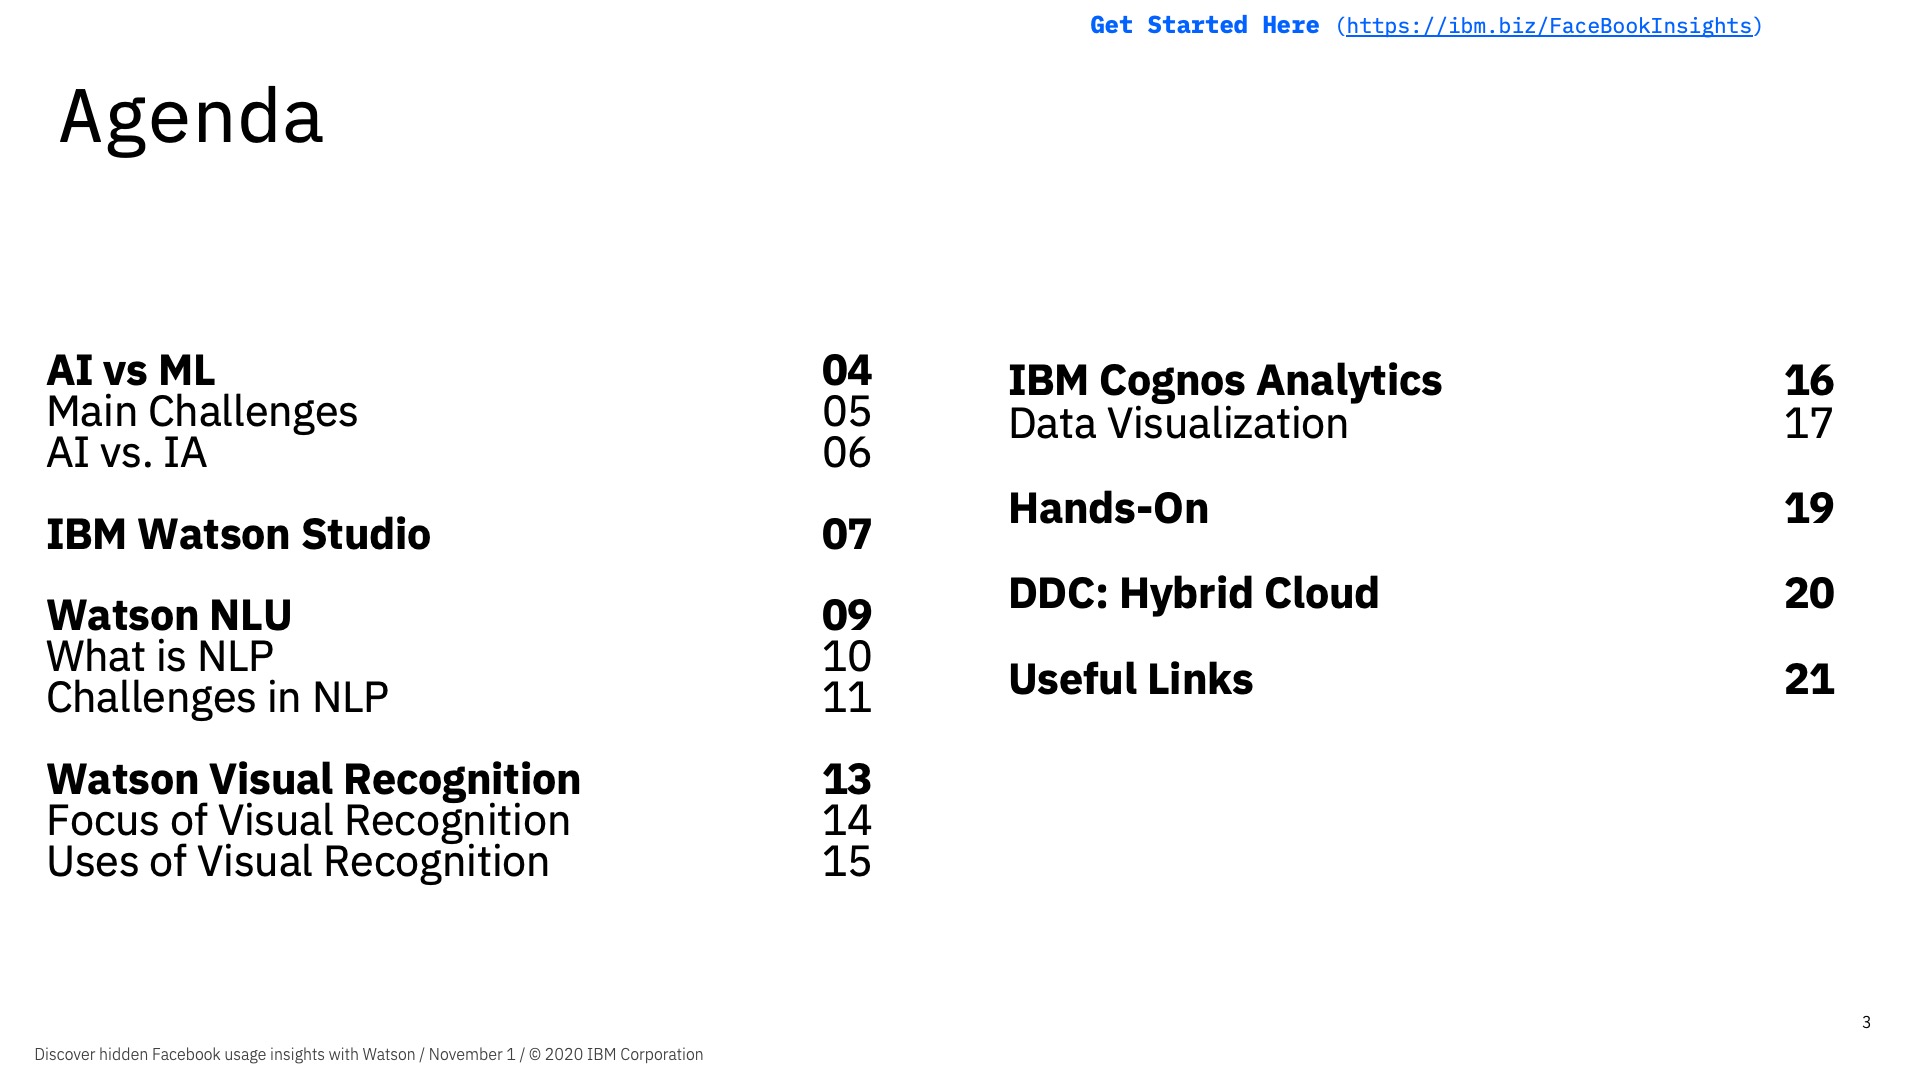 Get Started Here (https://ibm.biz/FaceBookInsights)
Agenda
AI vs ML 04
Main Challenges 05
AI vs. IA 06
IBM Watson Studio 07
Watson NLU 09
What is NLP 10
Challenges in NLP 11
Watson Visual Recognition 13
Focus of Visual Recognition 14
Uses of Visual Recognition 15
IBM Cognos Analytics 16
Data Visualization 17
Hands-On 19
DDC: Hybrid Cloud 20
Useful Links 21
3
Discover hidden Facebook usage insights with Watson / November 1 / © 2020 IBM Corporation